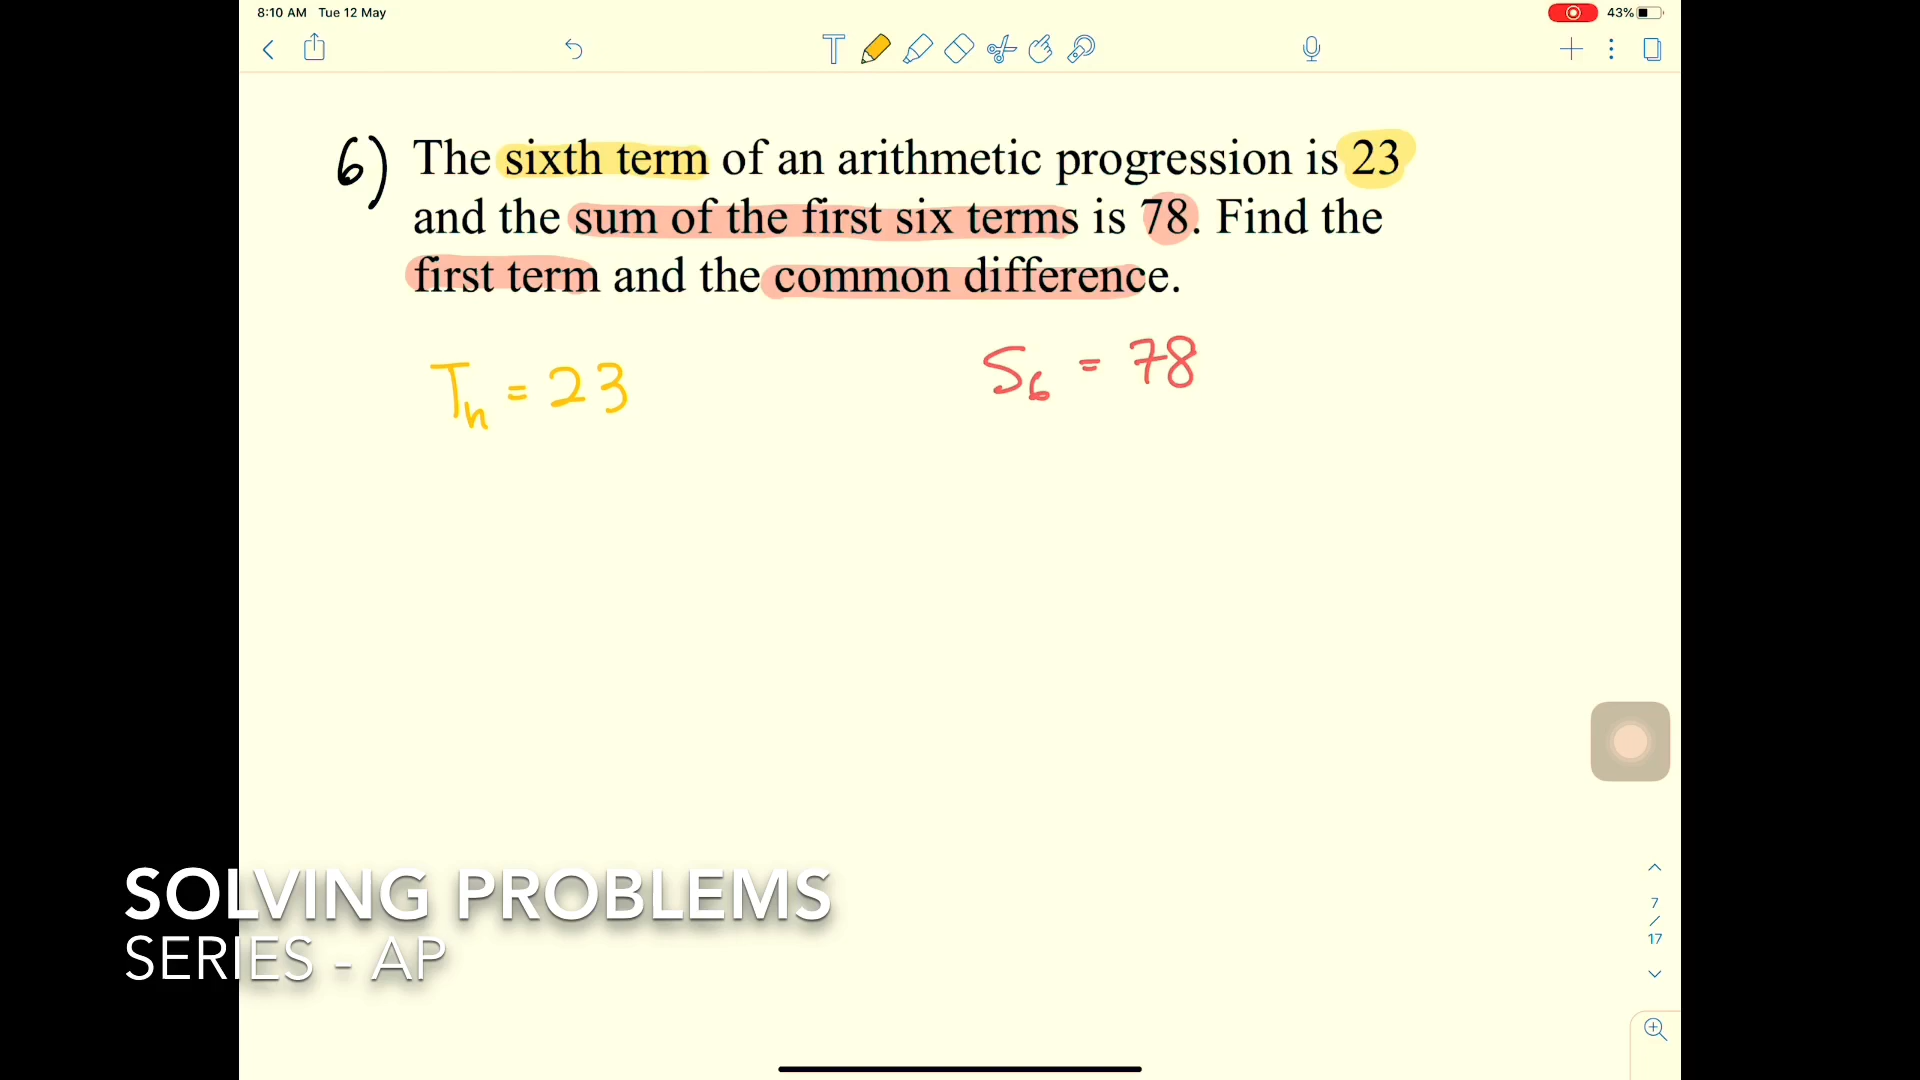 8:10 AM Tue 12 May
43%
6) The sixth term of an arithmetic progression is 23
and the sum of the first six terms is 78. Find the
first term and the common difference.
Tn = 23
S6 = 78
SOLVING PROBLEMS
SERIES - AP
7
/
17